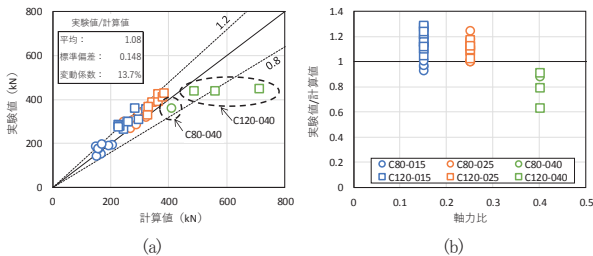 800
600
400
200
0
0
200
400
600
800
実験値（kN）
計算値（kN）
実験値/計算値
平均： 1.08
標準偏差： 0.148
変動係数： 13.7%
1.2
0.8
C80-040
C120-040
(a)
1.4
1.2
1
0.8
0.6
0.4
0.2
0
0
0.1
0.2
0.3
0.4
0.5
実験値/計算値
軸力比
C80-015 C80-025 C80-040
C120-015 C120-025 C120-040
(b)